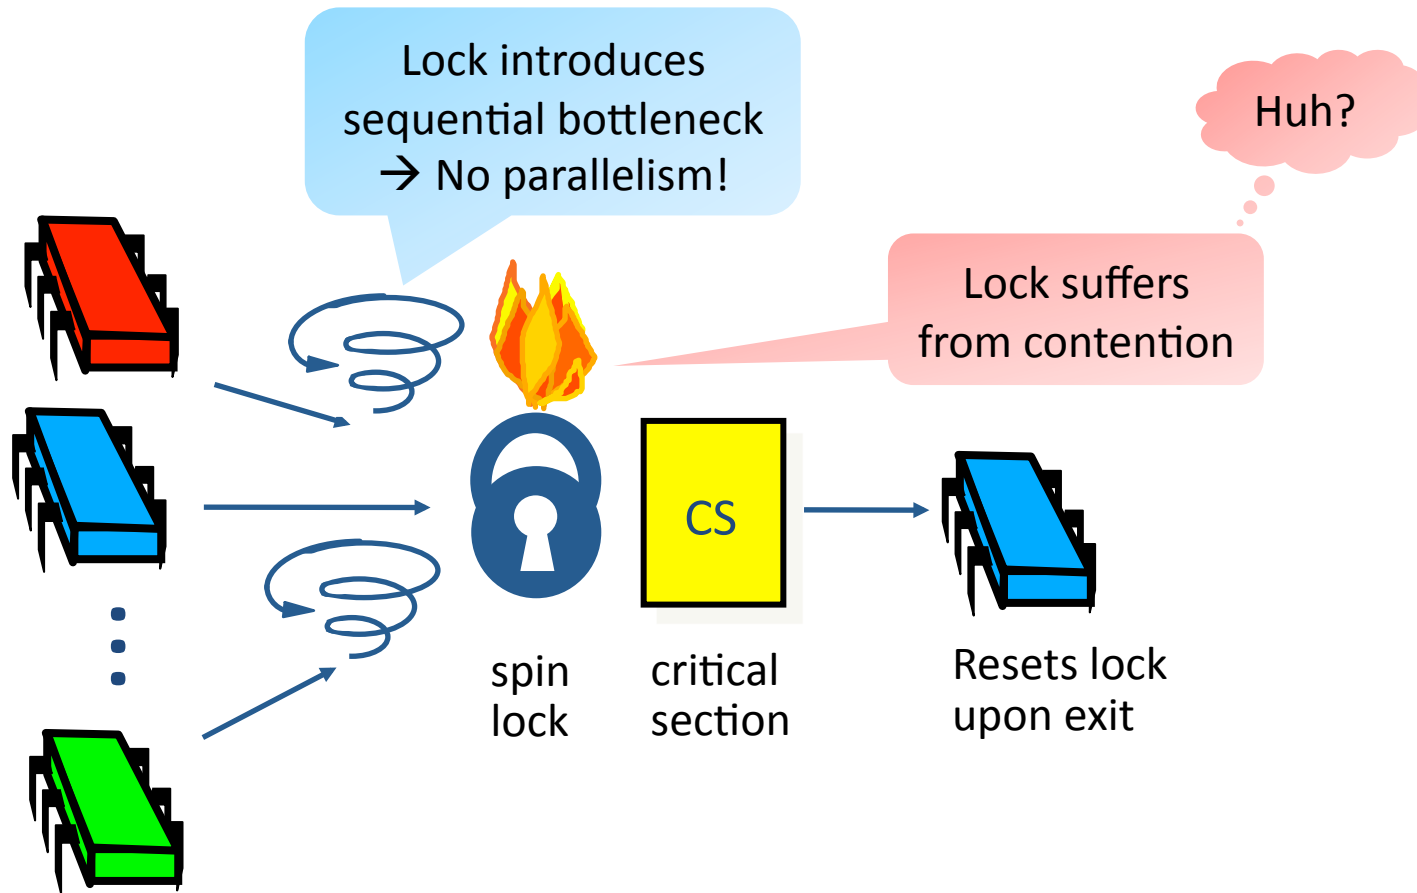 Lock introduces
sequential bottleneck
→ No parallelism!
Huh?
Lock suffers
from contention
CS
spin
lock
critical
section
Resets lock
upon exit